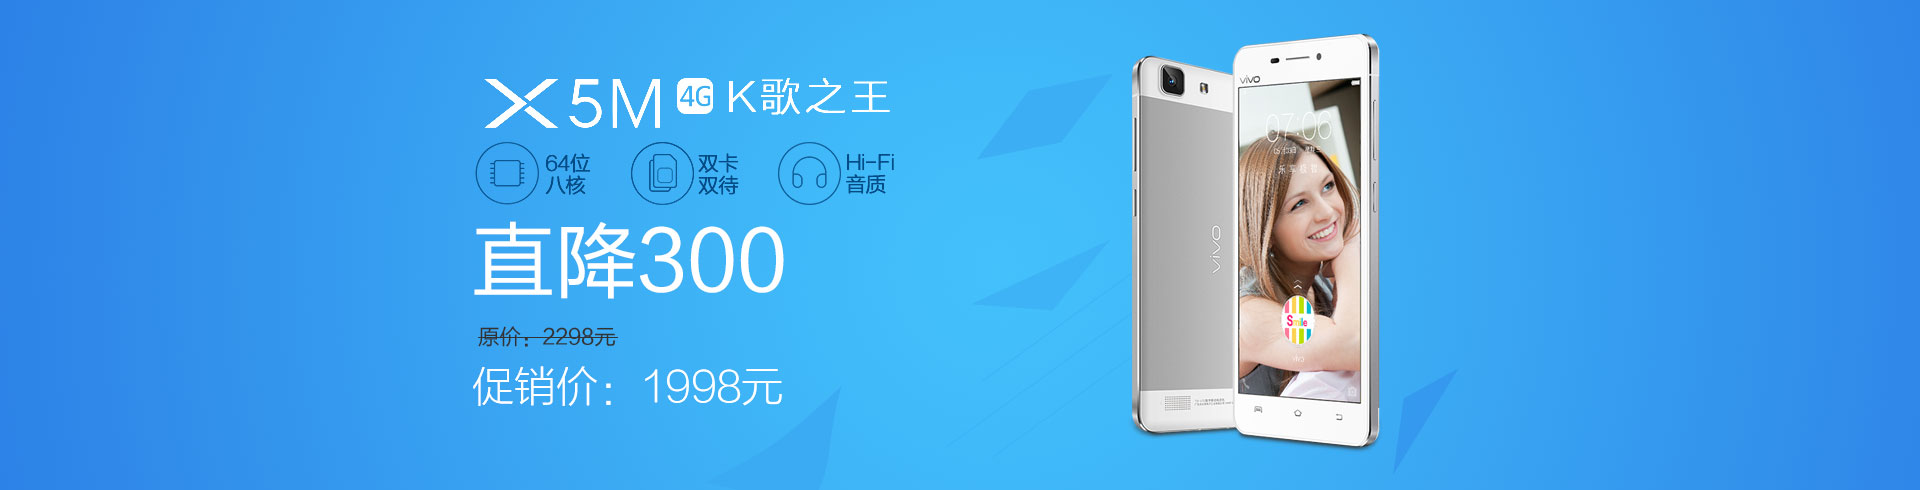 X5M 4G K歌之王
64位
八核
双卡
双待
Hi-Fi
音质
直降300
原价：2298元
促销价：1998元
vivo
vivo
07:06
Smile
vivo